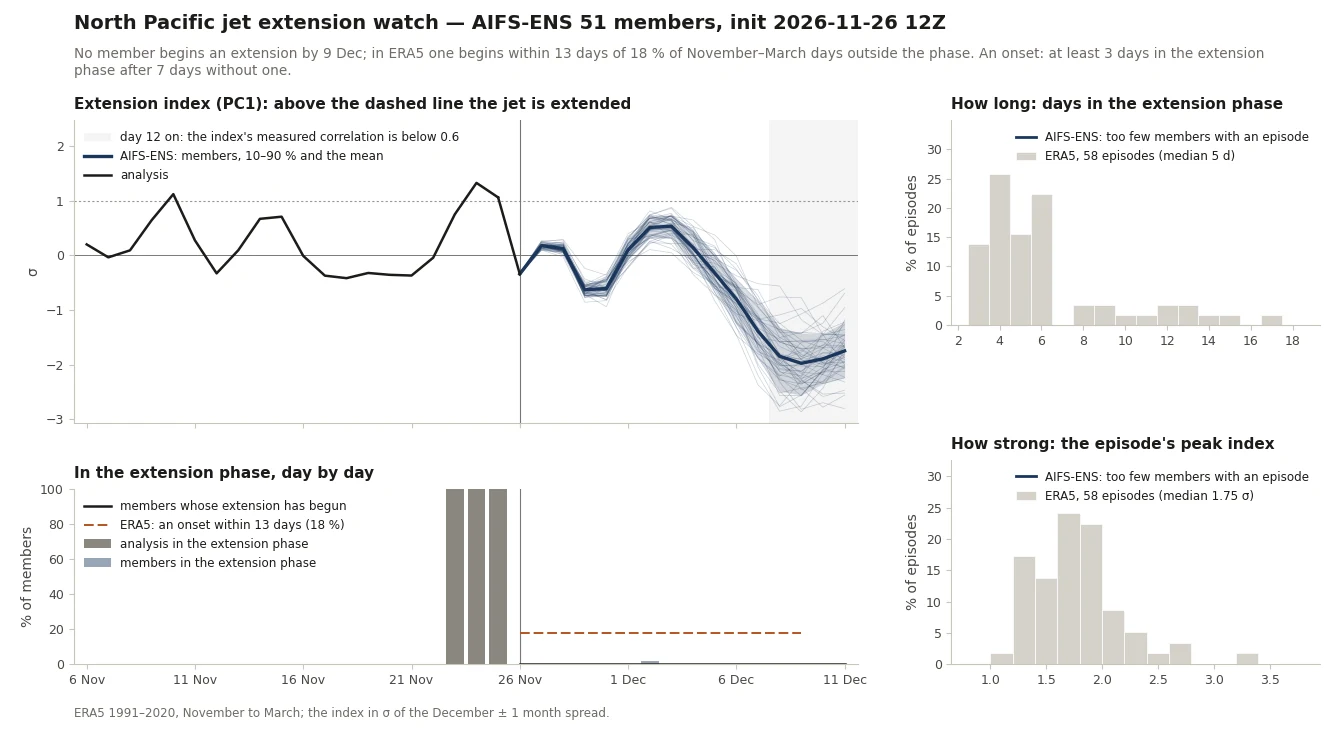 North Pacific jet extension watch — AIFS-ENS 51 members, init 2026-11-26 12Z
No member begins an extension by 9 Dec; in ERA5 one begins within 13 days of 18 % of November–March days outside the phase. An onset: at least 3 days in the extension
phase after 7 days without one.
Extension index (PC1): above the dashed line the jet is extended
day 12 on: the index's measured correlation is below 0.6
AIFS-ENS: members, 10–90 % and the mean
analysis
σ
2
1
0
−1
−2
−3
In the extension phase, day by day
members whose extension has begun
ERA5: an onset within 13 days (18 %)
analysis in the extension phase
members in the extension phase
% of members
100
80
60
40
20
0
6 Nov 11 Nov 16 Nov 21 Nov 26 Nov 1 Dec 6 Dec 11 Dec
How long: days in the extension phase
AIFS-ENS: too few members with an episode
ERA5, 58 episodes (median 5 d)
% of episodes
30
25
20
15
10
5
0
2 4 6 8 10 12 14 16 18
How strong: the episode's peak index
AIFS-ENS: too few members with an episode
ERA5, 58 episodes (median 1.75 σ)
% of episodes
30
25
20
15
10
5
0
1.0 1.5 2.0 2.5 3.0 3.5
ERA5 1991–2020, November to March; the index in σ of the December ± 1 month spread.